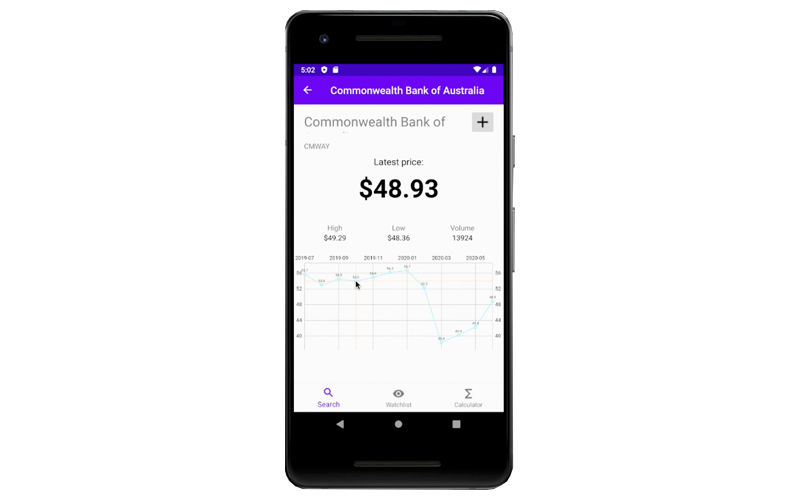 5:02
Commonwealth Bank of Australia
Commonwealth Bank of
CMWAY
Latest price:
$48.93
High Low Volume
$49.29 $48.36 13924
2019-07 2019-11 2020-01 2020-03 2020-05
56 56
52 52
48 48
44 44
40 40
Search Watchlist Calculator